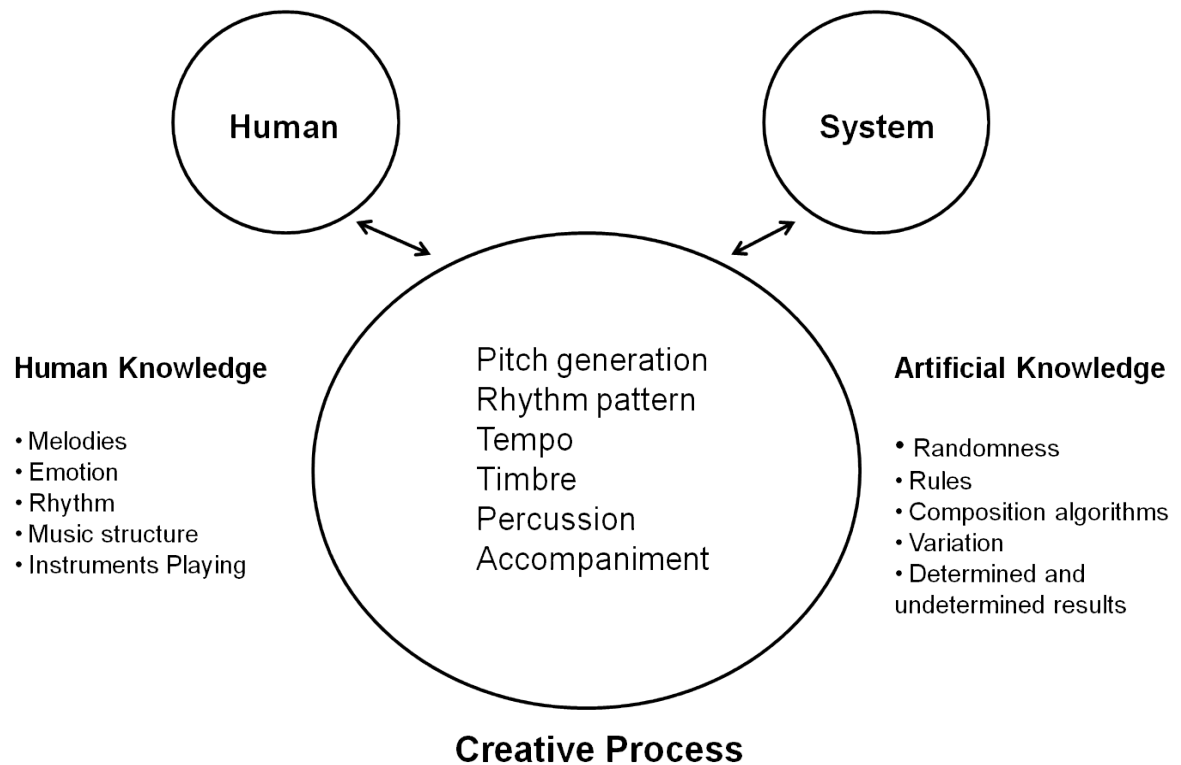 Human
System
Human Knowledge
• Melodies
• Emotion
• Rhythm
• Music structure
• Instruments Playing
Pitch generation
Rhythm pattern
Tempo
Timbre
Percussion
Accompaniment
Artificial Knowledge
• Randomness
• Rules
• Composition algorithms
• Variation
• Determined and
undetermined results
Creative Process